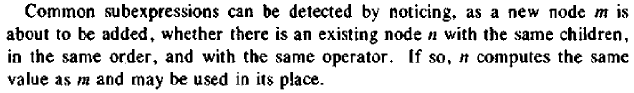 Common subexpressions can be detected by noticing, as a new node m is
about to be added, whether there is an existing node n with the same children,
in the same order, and with the same operator. If so, n computes the same
value as m and may be used in its place.